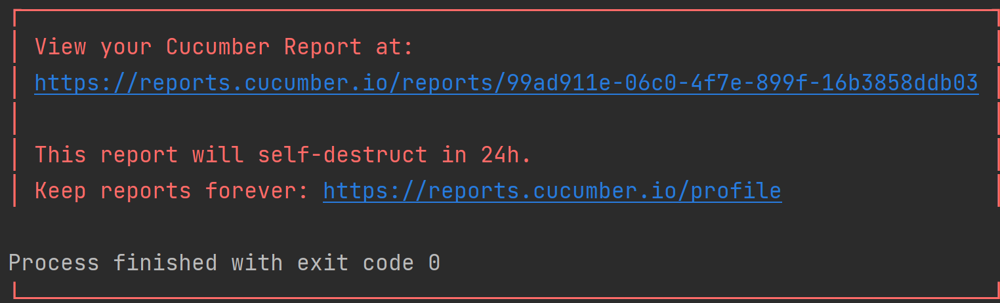 View your Cucumber Report at:
https://reports.cucumber.io/reports/99ad911e-06c0-4f7e-899f-16b3858ddb03
This report will self-destruct in 24h.
Keep reports forever: https://reports.cucumber.io/profile
Process finished with exit code 0